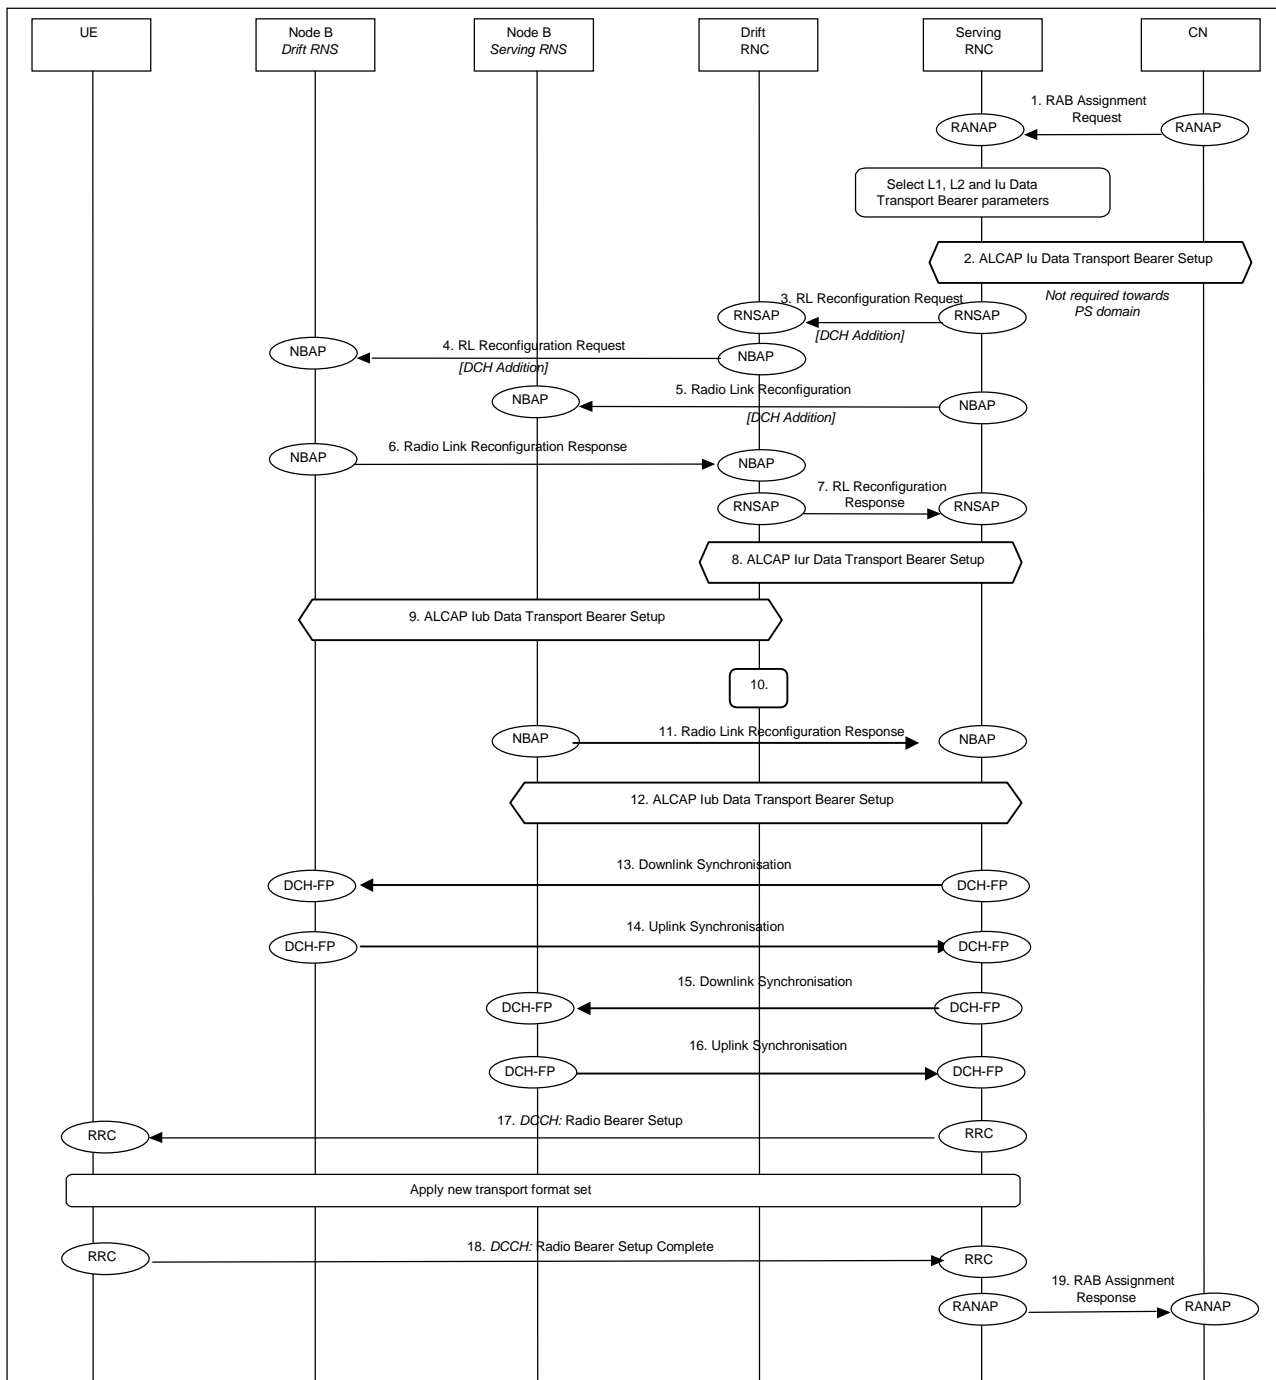 UE
Node B
Drift RNS
Node B
Serving RNS
Drift
RNC
Serving
RNC
CN
1. RAB Assignment
Request
RANAP
RANAP
Select L1, L2 and Iu Data
Transport Bearer parameters
2. ALCAP Iu Data Transport Bearer Setup
Not required towards
PS domain
3. RL Reconfiguration Request
RNSAP
RNSAP
[DCH Addition]
4. RL Reconfiguration Request
NBAP
NBAP
[DCH Addition]
5. Radio Link Reconfiguration
NBAP
NBAP
[DCH Addition]
6. Radio Link Reconfiguration Response
NBAP
NBAP
7. RL Reconfiguration
Response
RNSAP
RNSAP
8. ALCAP Iur Data Transport Bearer Setup
9. ALCAP Iub Data Transport Bearer Setup
10.
11. Radio Link Reconfiguration Response
NBAP
NBAP
12. ALCAP Iub Data Transport Bearer Setup
13. Downlink Synchronisation
DCH-FP
DCH-FP
14. Uplink Synchronisation
DCH-FP
DCH-FP
15. Downlink Synchronisation
DCH-FP
DCH-FP
16. Uplink Synchronisation
DCH-FP
DCH-FP
17. DCCH: Radio Bearer Setup
RRC
RRC
Apply new transport format set
18. DCCH: Radio Bearer Setup Complete
RRC
RRC
19. RAB Assignment
Response
RANAP
RANAP